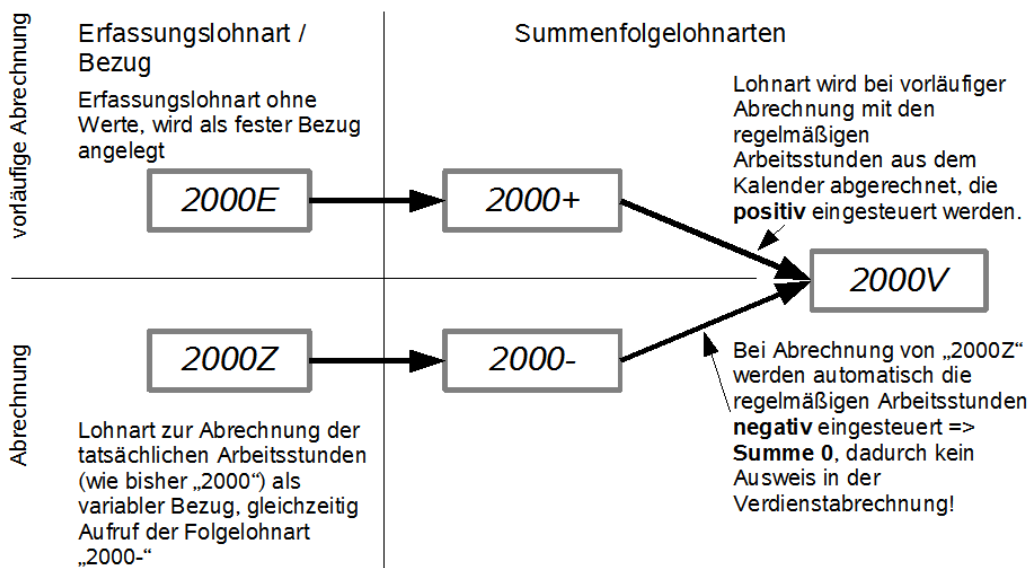 vorläufige Abrechnung
Erfassungslohnart /
Bezug
Erfassungslohnart ohne
Werte, wird als fester Bezug
angelegt
2000E
Summenfolgelohnarten
2000+
Lohnart wird bei vorläufiger
Abrechnung mit den
regelmäßigen
Arbeitsstunden aus dem
Kalender abgerechnet, die
positiv eingesteuert werden.
2000V
Abrechnung
2000Z
Lohnart zur Abrechnung der
tatsächlichen Arbeitsstunden
(wie bisher „2000“) als
variabler Bezug, gleichzeitig
Aufruf der Folgelohnart
„2000-“
2000-
Bei Abrechnung von „2000Z“
werden automatisch die
regelmäßigen Arbeitsstunden
negativ eingesteuert =>
Summe 0, dadurch kein
Ausweis in der
Verdienstabrechnung!